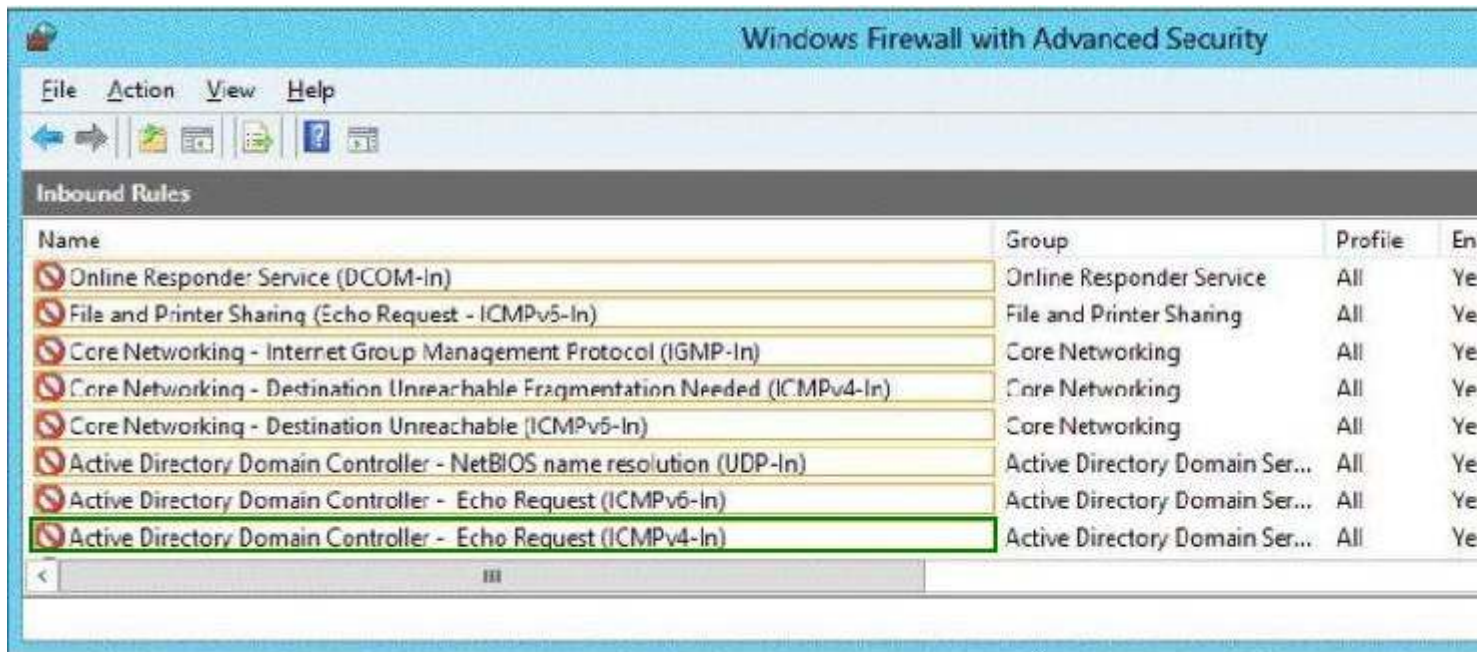 Windows Firewall with Advanced Security
File Action View Help
Inbound Rules
Name Group Profile En
Online Responder Service (DCOM-In) Online Responder Service All Ye
File and Printer Sharing (Echo Request - ICMPv6-In) File and Printer Sharing All Ye
Core Networking - Internet Group Management Protocol (IGMP-In) Core Networking All Ye
Core Networking - Destination Unreachable Fragmentation Needed (ICMPv4-In) Core Networking All Ye
Core Networking - Destination Unreachable (ICMPv6-In) Core Networking All Ye
Active Directory Domain Controller - NetBIOS name resolution (UDP-In) Active Directory Domain Ser... All Ye
Active Directory Domain Controller - Echo Request (ICMPv6-In) Active Directory Domain Ser... All Ye
Active Directory Domain Controller - Echo Request (ICMPv4-In) Active Directory Domain Ser... All Ye